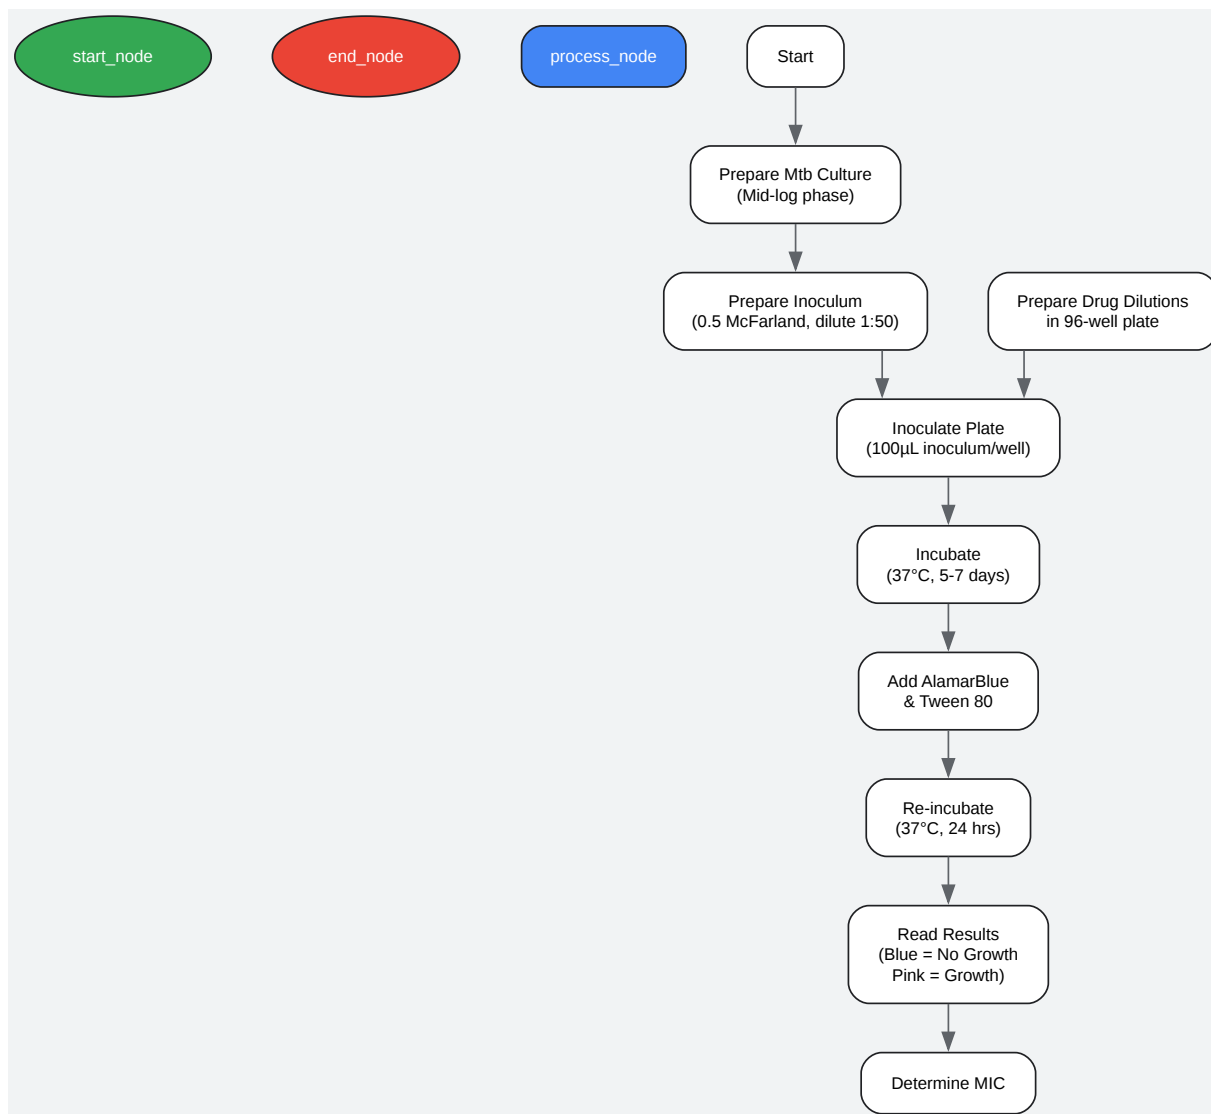 start_node
end_node
process_node
Start
Prepare Mtb Culture
(Mid-log phase)
Prepare Inoculum
(0.5 McFarland, dilute 1:50)
Prepare Drug Dilutions
in 96-well plate
Inoculate Plate
(100µL inoculum/well)
Incubate
(37°C, 5-7 days)
Add AlamarBlue
& Tween 80
Re-incubate
(37°C, 24 hrs)
Read Results
(Blue = No Growth
Pink = Growth)
Determine MIC